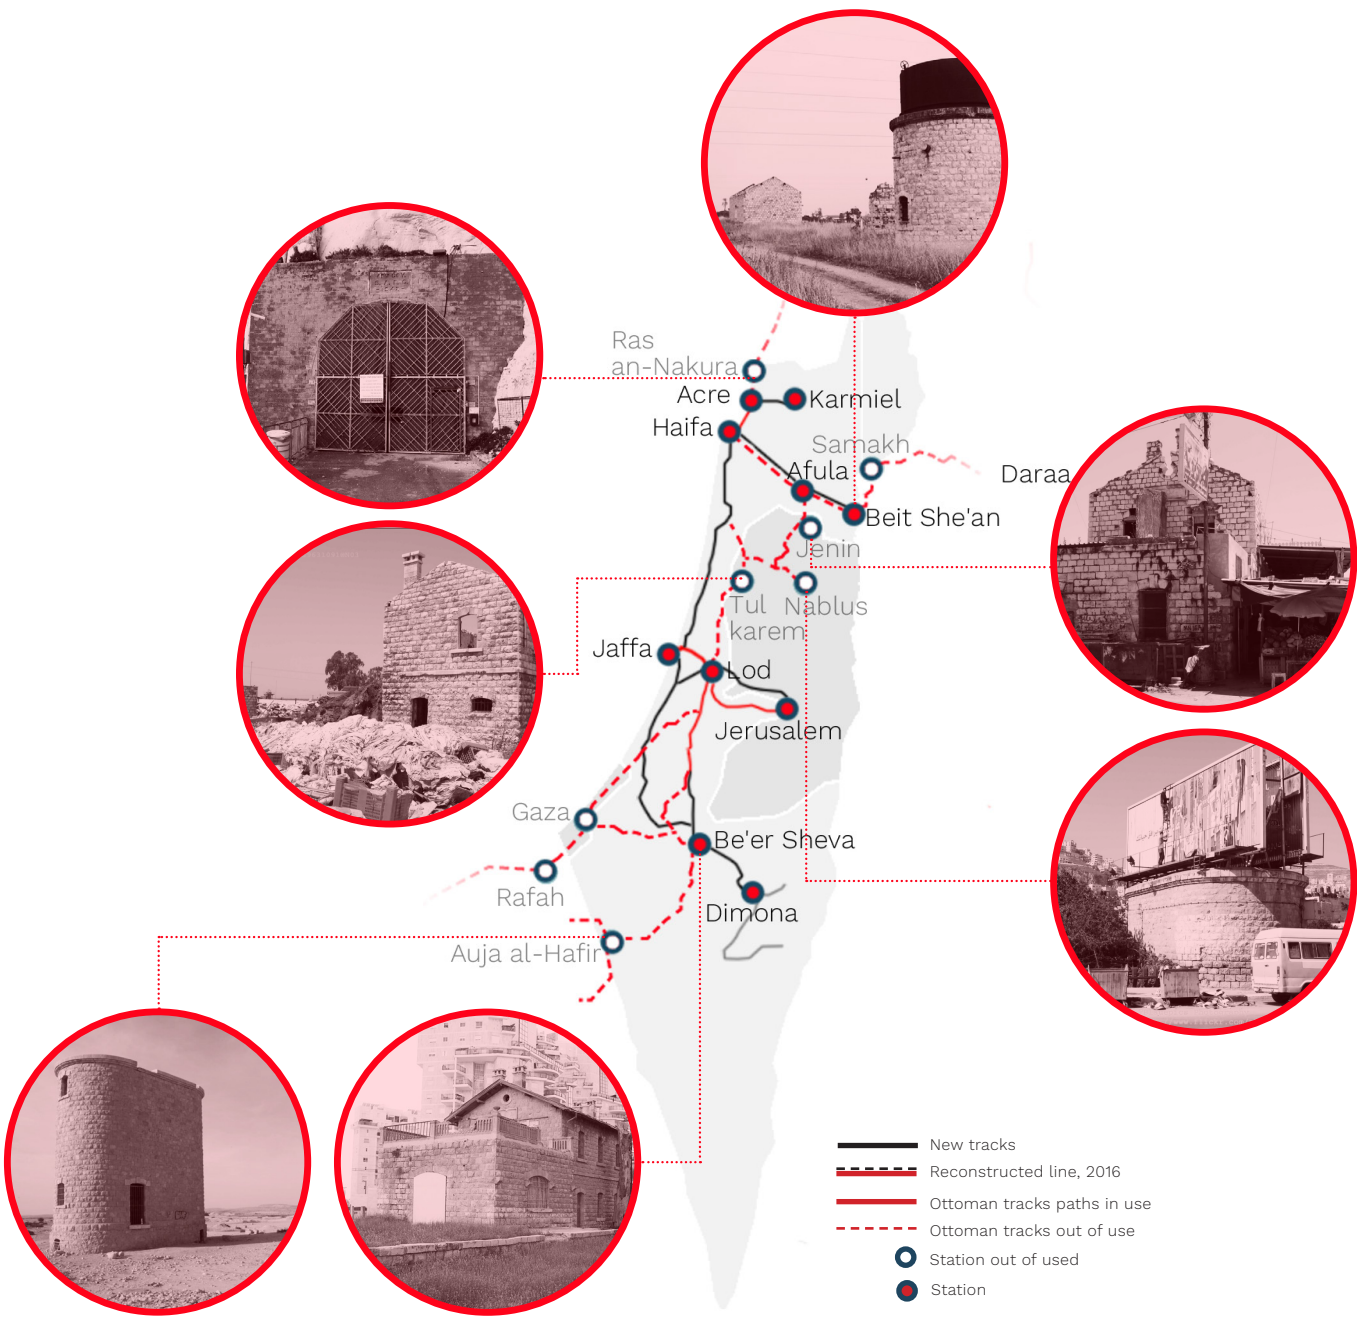 Ras
an-Nakura
Acre
Karmiel
Haifa
Samakh
Afula
Daraa
Beit She'an
Jenin
Tul
karem
Nablus
Jaffa
Lod
Jerusalem
Gaza
Be'er Sheva
Rafah
Dimona
Auja al-Hafir
New tracks
Reconstructed line, 2016
Ottoman tracks paths in use
Ottoman tracks out of use
Station out of used
Station